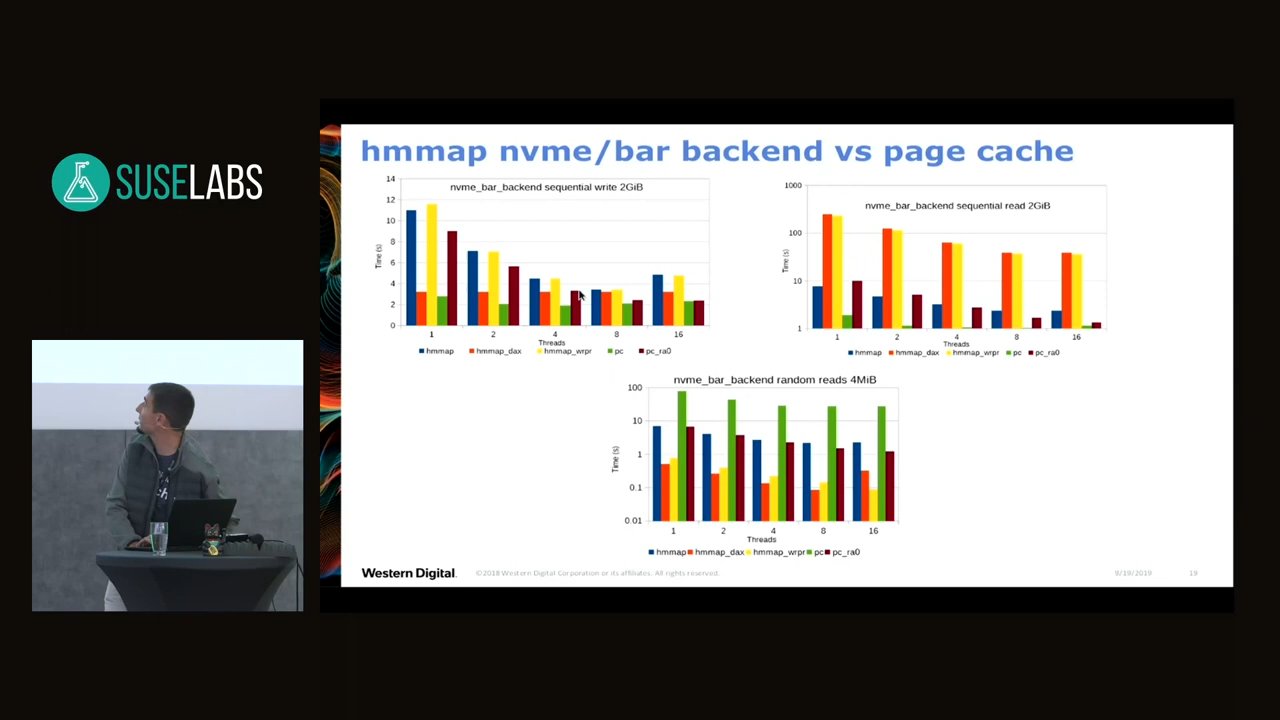 SUSELABS
hmmap nvme/bar backend vs page cache
14
12
10
8
6
4
2
0
Time (s)
nvme_bar_backend sequential write 2GiB
1 2 4 8 16
Threads
hmmap hmmap_dax hmmap_wrpr pc pc_ra0
1000
100
10
1
Time (s)
nvme_bar_backend sequential read 2GiB
1 2 4 8 16
Threads
hmmap hmmap_dax hmmap_wrpr pc pc_ra0
nvme_bar_backend random reads 4MiB
100
10
1
0.1
0.01
Time (s)
1 2 4 8 16
Threads
hmmap hmmap_dax hmmap_wrpr pc pc_ra0
Western Digital. ©2018 Western Digital Corporation or its affiliates. All rights reserved. 9/19/2019 19